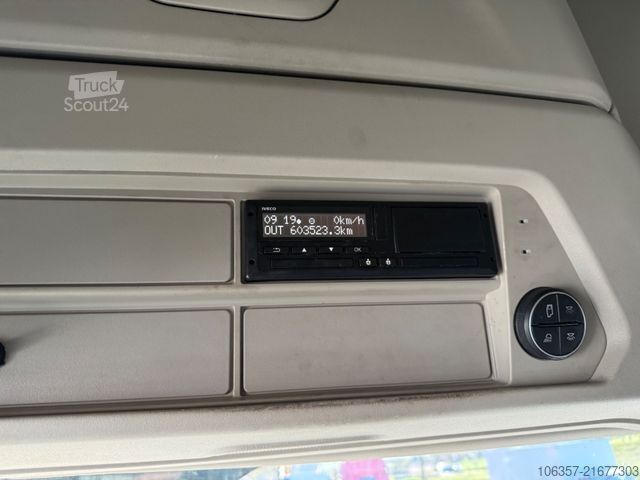 Truck
Scout24
IVECO
09 19 0km/h
OUT 603523.3km
OK
106357-21677303